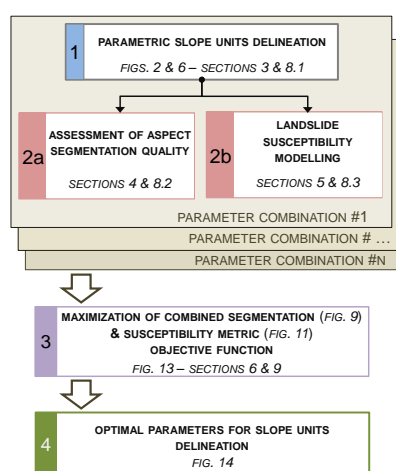 1
PARAMETRIC SLOPE UNITS DELINEATION
FIGS. 2 & 6 – SECTIONS 3 & 8.1
2a
ASSESSMENT OF ASPECT
SEGMENTATION QUALITY
SECTIONS 4 & 8.2
2b
LANDSLIDE
SUSCEPTIBILITY
MODELLING
SECTIONS 5 & 8.3
PARAMETER COMBINATION #1
PARAMETER COMBINATION # ...
PARAMETER COMBINATION #N
3
MAXIMIZATION OF COMBINED SEGMENTATION (FIG. 9)
& SUSCEPTIBILITY METRIC (FIG. 11)
OBJECTIVE FUNCTION
FIG. 13 – SECTIONS 6 & 9
4
OPTIMAL PARAMETERS FOR SLOPE UNITS
DELINEATION
FIG. 14